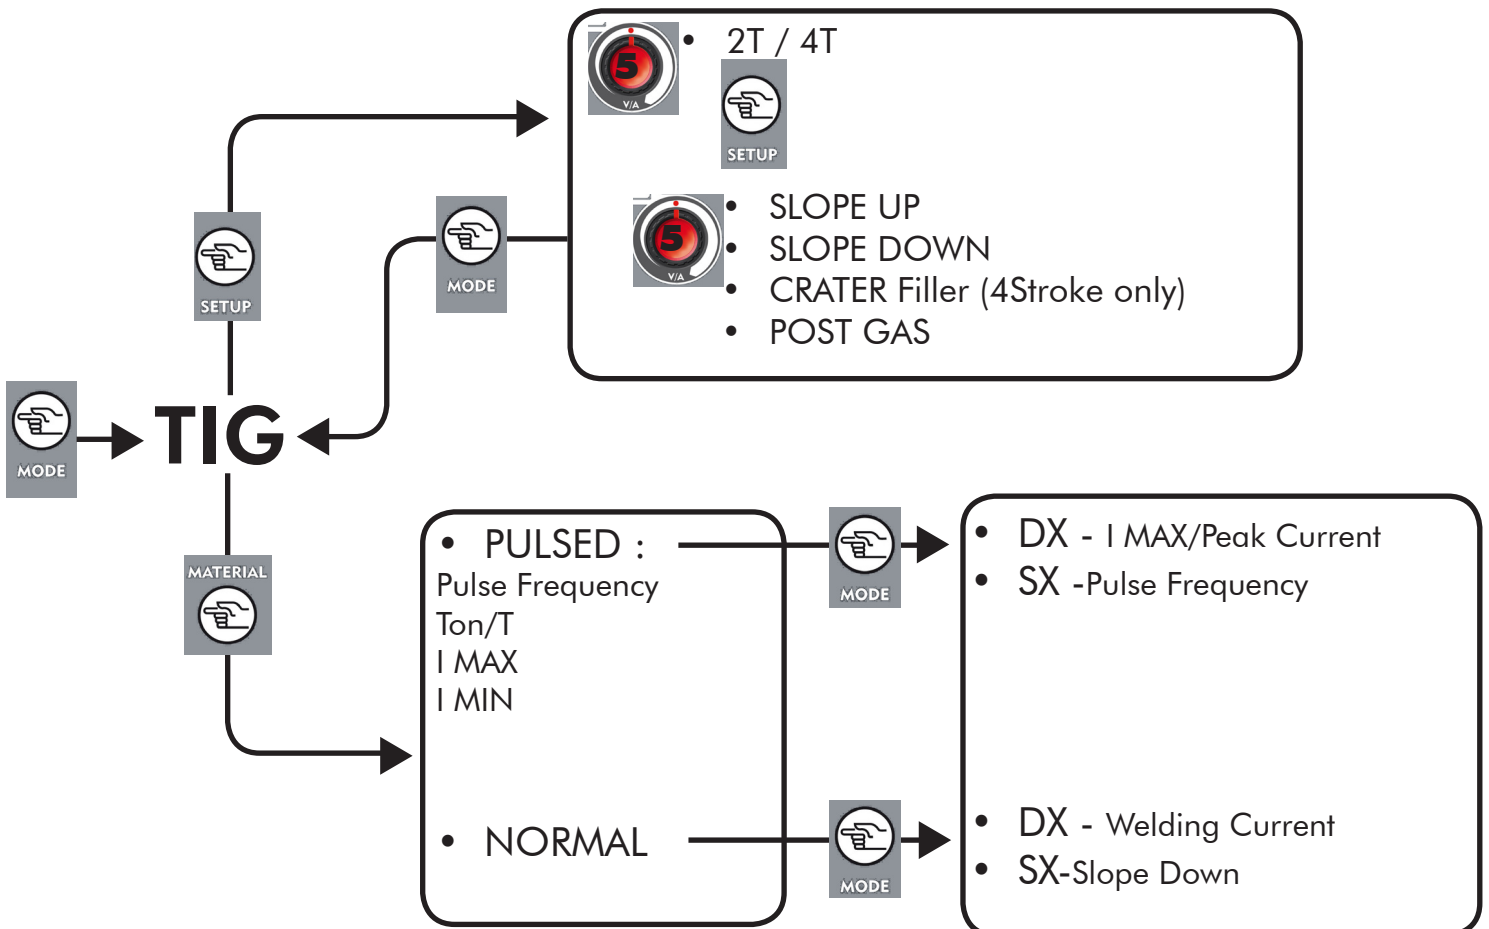 • 2T / 4T
5
V/A
SETUP
• SLOPE UP
• SLOPE DOWN
• CRATER Filler (4Stroke only)
• POST GAS
5
V/A
SETUP
MODE
MODE
TIG
MATERIAL
• PULSED :
Pulse Frequency
Ton/T
I MAX
I MIN
• NORMAL
MODE
• DX - I MAX/Peak Current
• SX -Pulse Frequency
MODE
• DX - Welding Current
• SX-Slope Down